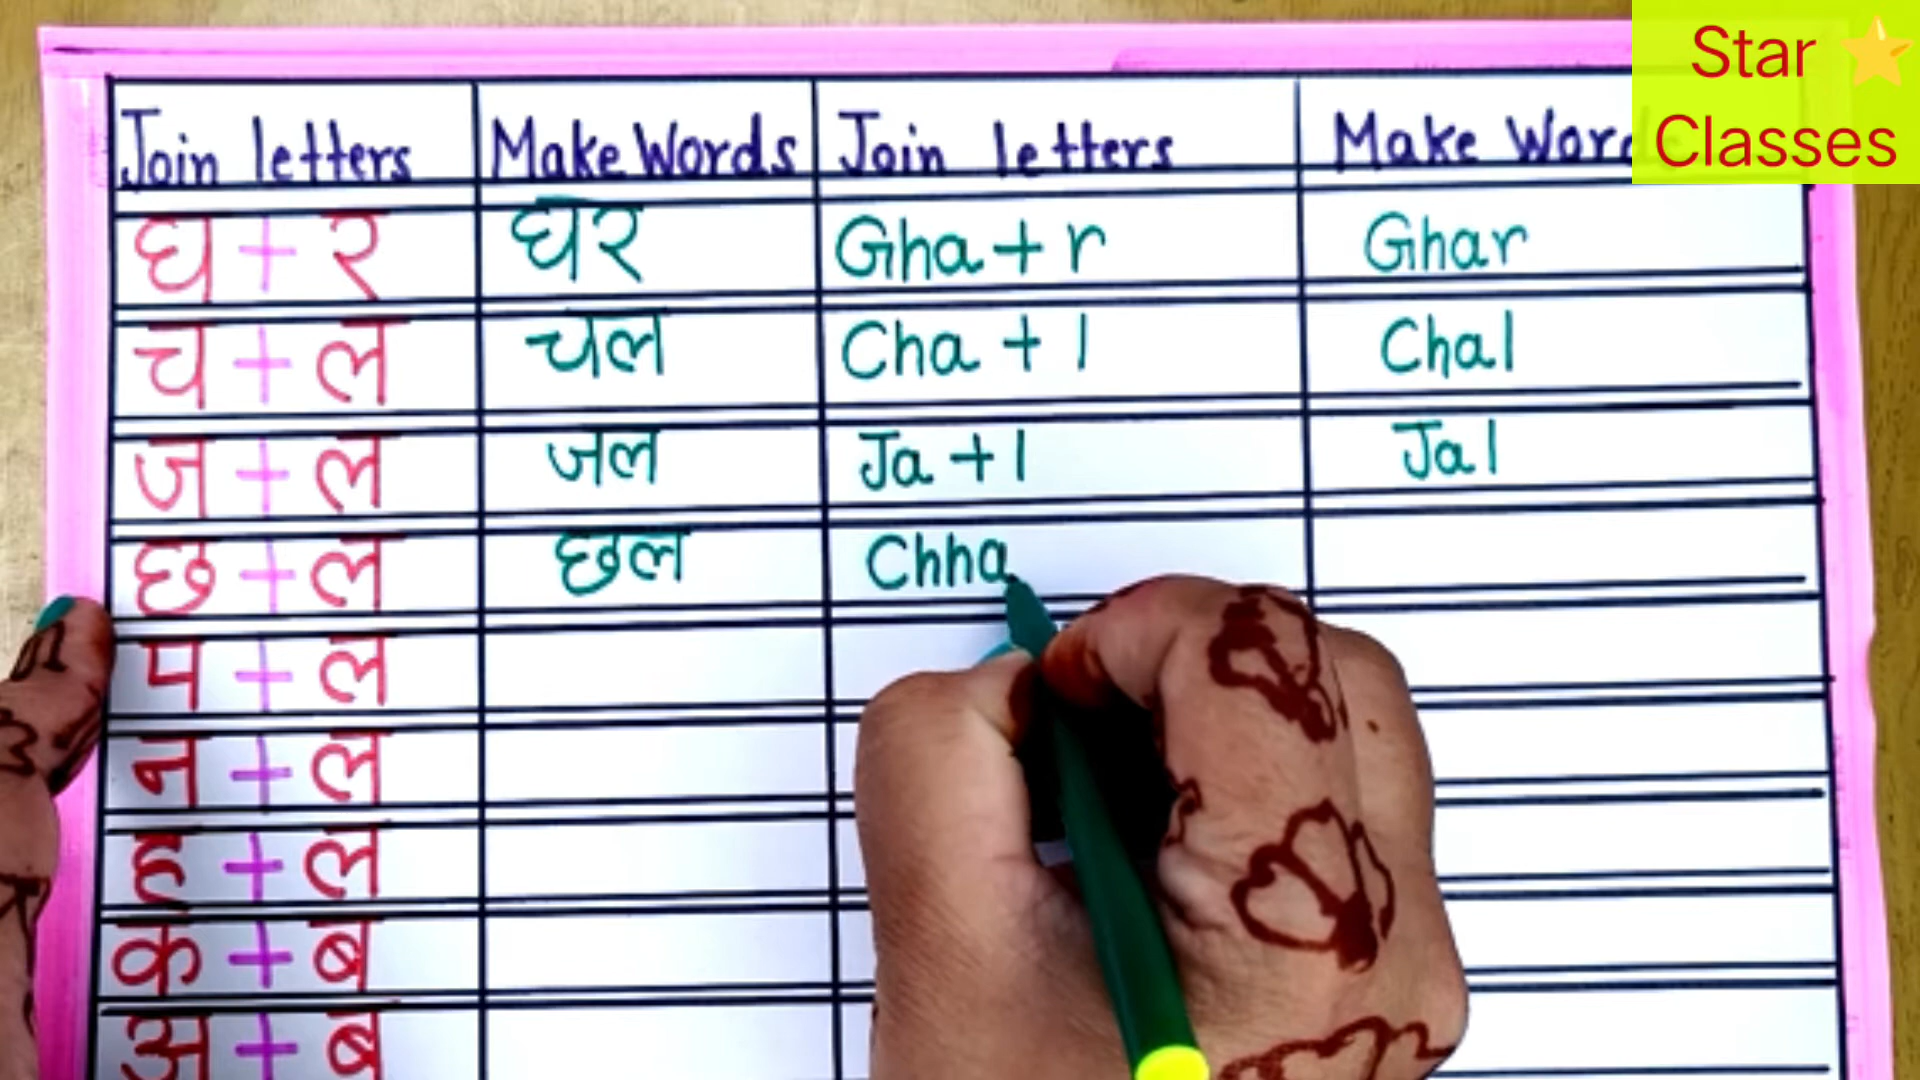 Star ⭐
Classes
Join letters Make Words Join letters Make Word
घ + र घर Gha + r Ghar
च + ल चल Cha + l Chal
ज + ल जल Ja + l Jal
छ + ल छल Chha
प + ल
न + ल
ह + ल
क + ब
अ + ब